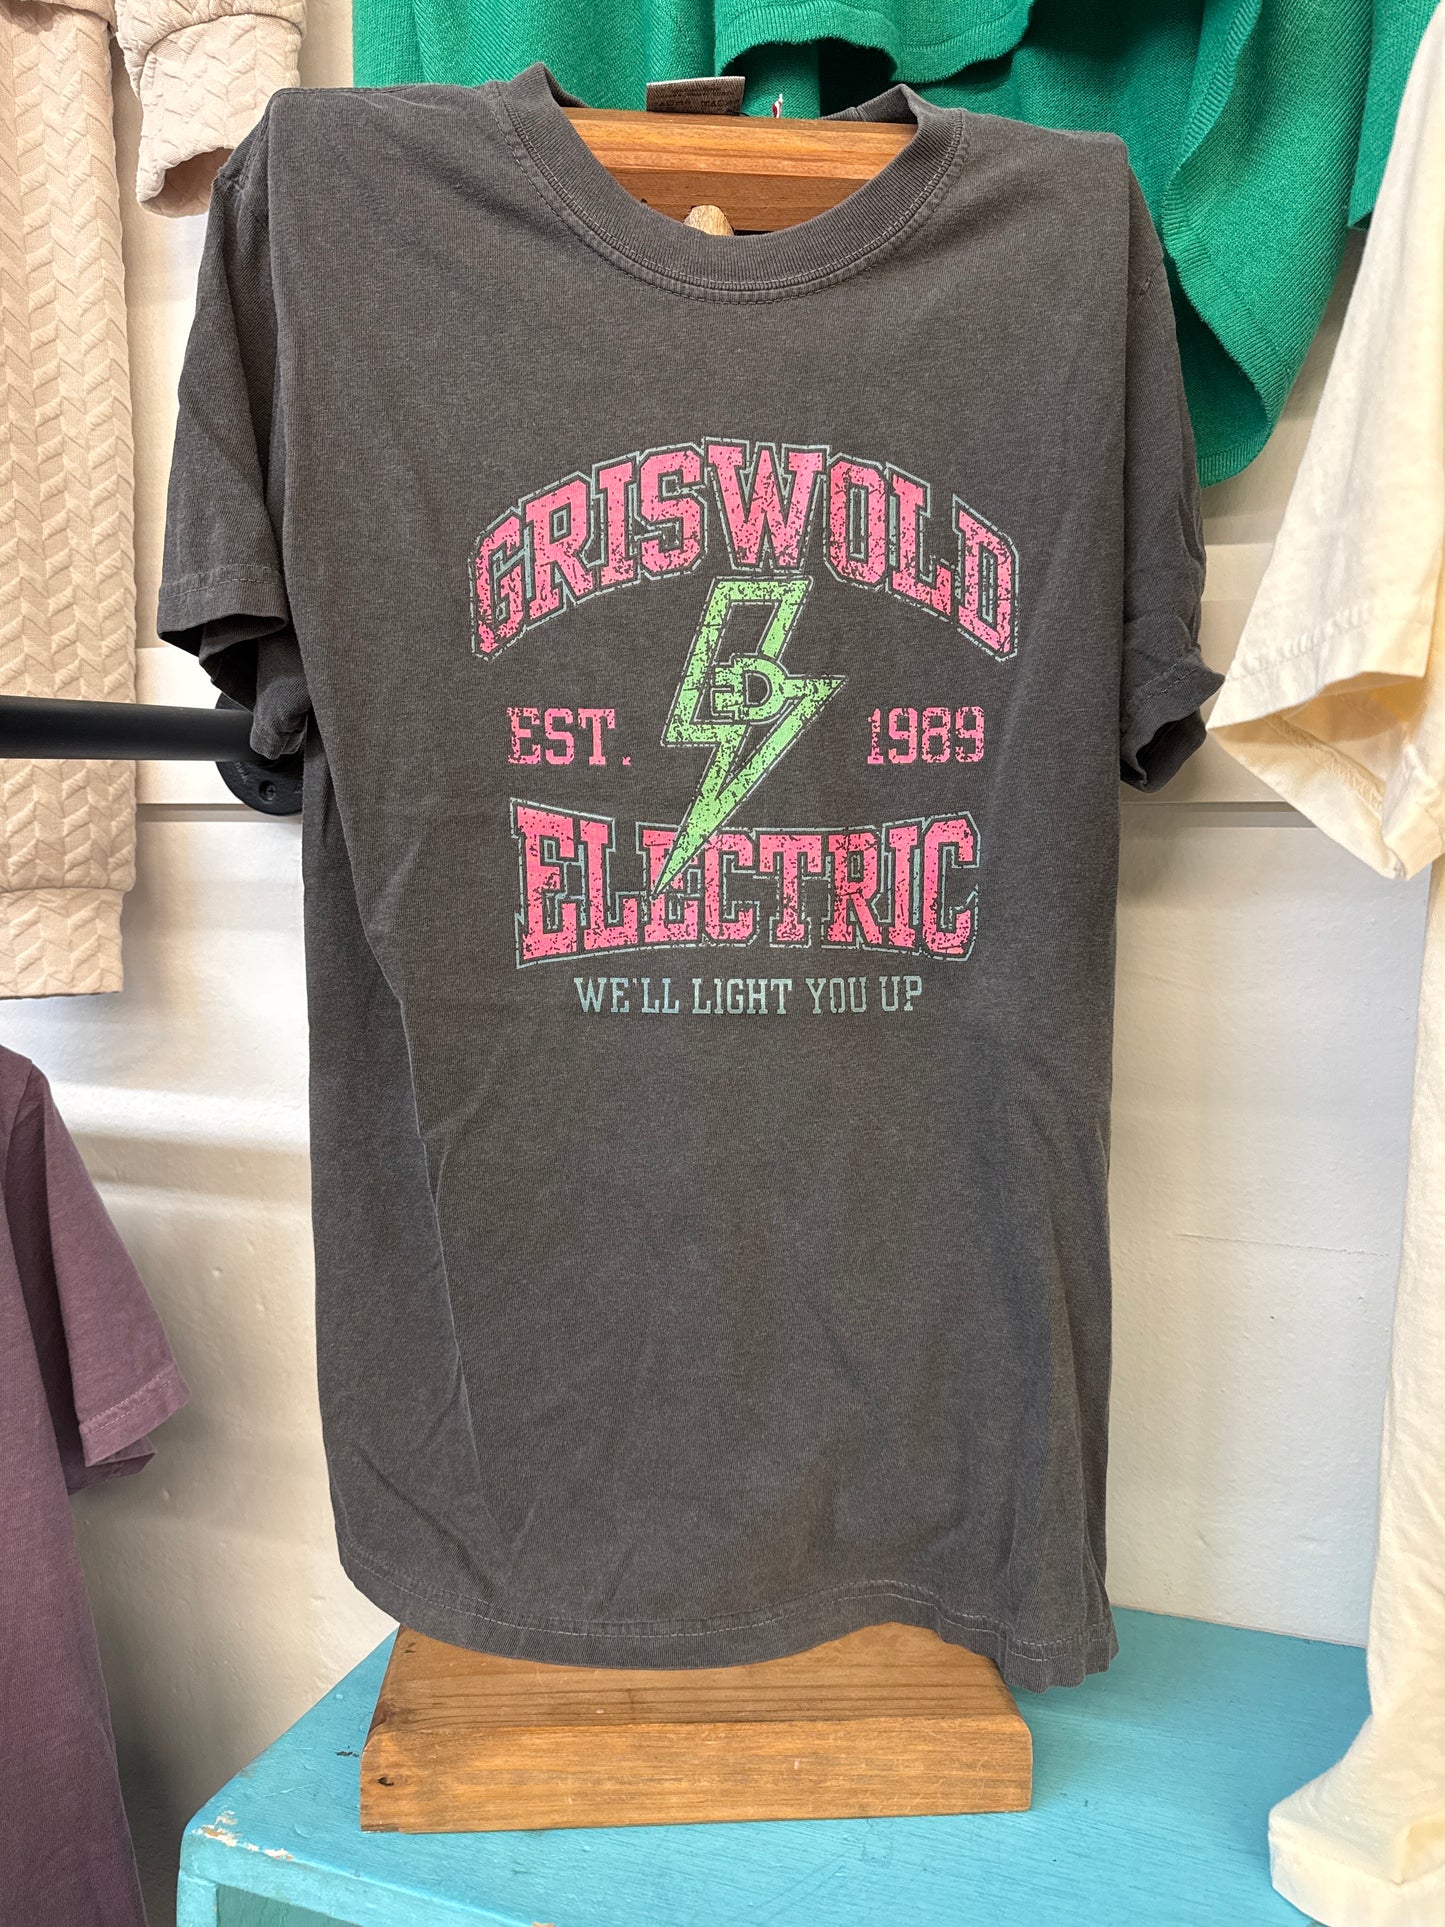 GRISWOLD
EST. 1989
ELECTRIC
WE'LL LIGHT YOU UP